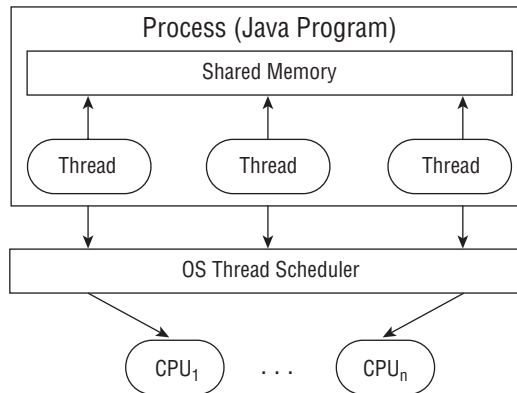 Process (Java Program)
Shared Memory
Thread Thread Thread
OS Thread Scheduler
CPU₁ . . . CPUₙ